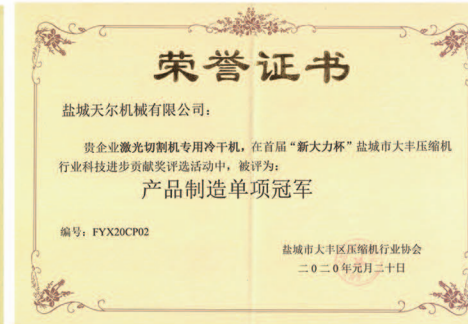 荣誉证书
盐城天尔机械有限公司：
贵企业激光切割机专用冷干机，在首届“新大力杯”盐城市大丰压缩机
行业科技进步贡献奖评选活动中，被评为：
产品制造单项冠军
编号：FYX20CP02
盐城市大丰区压缩机行业协会
二〇二〇年元月二十日